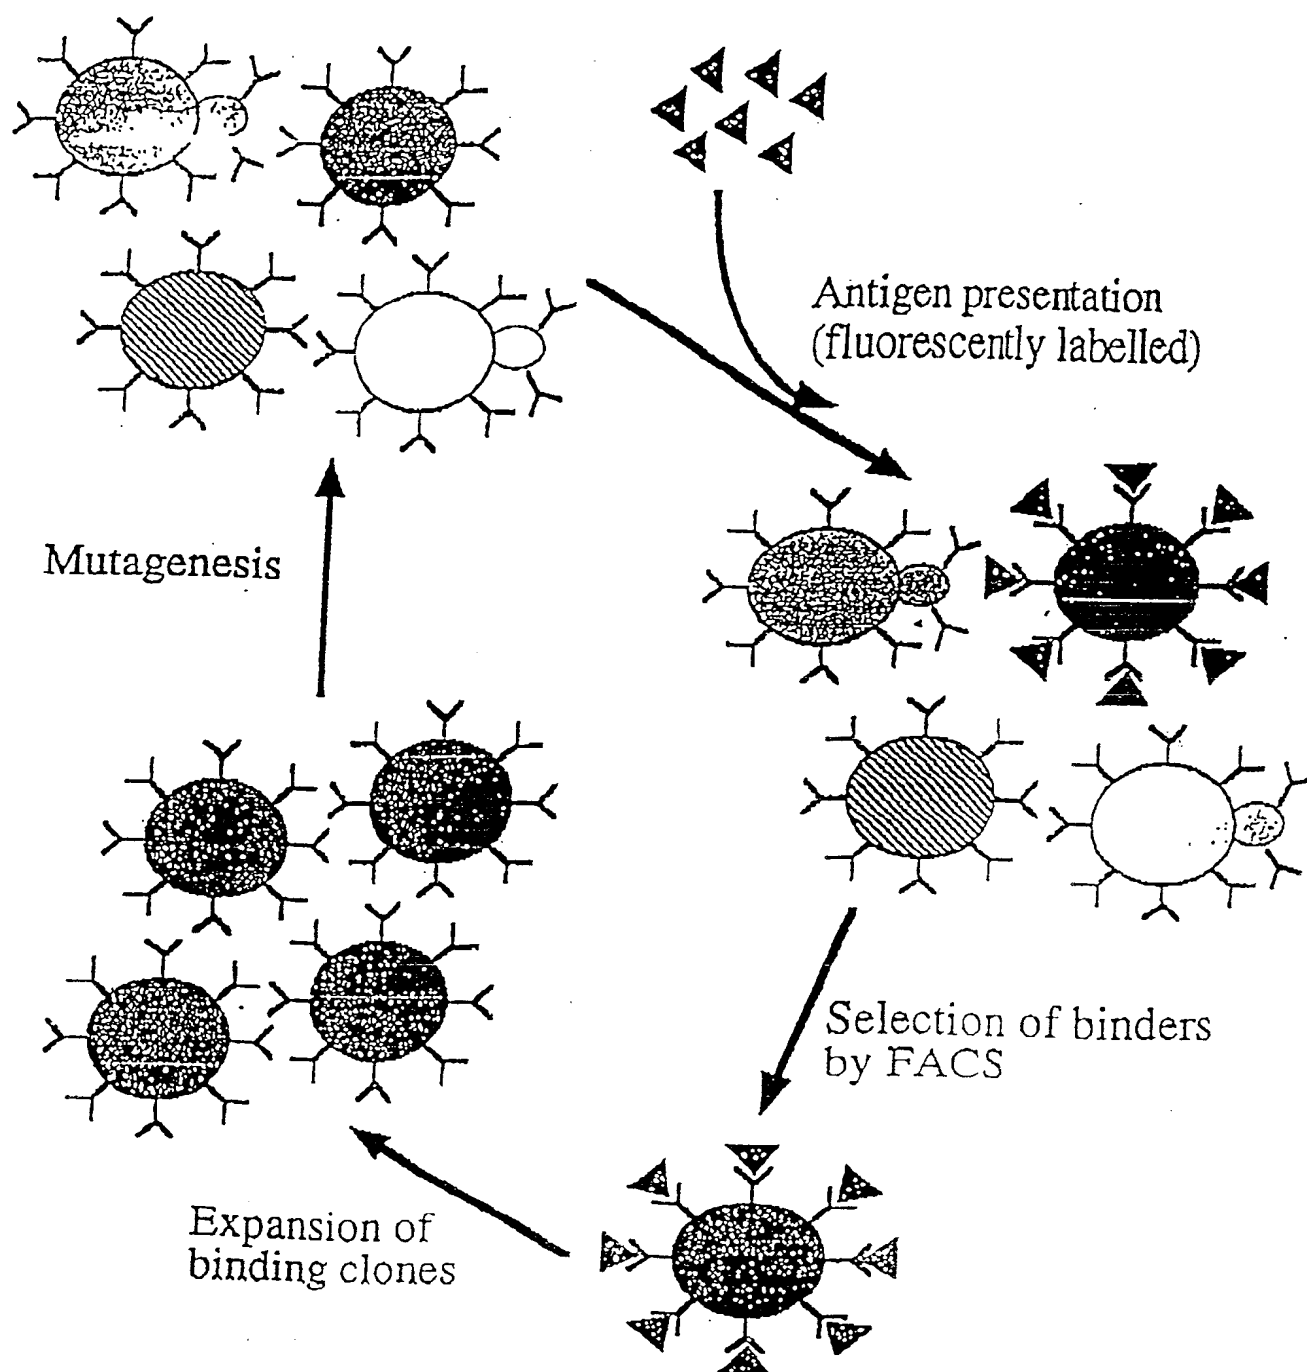 Antigen presentation
(fluorescently labelled)
Mutagenesis
Selection of binders
by FACS
Expansion of
binding clones